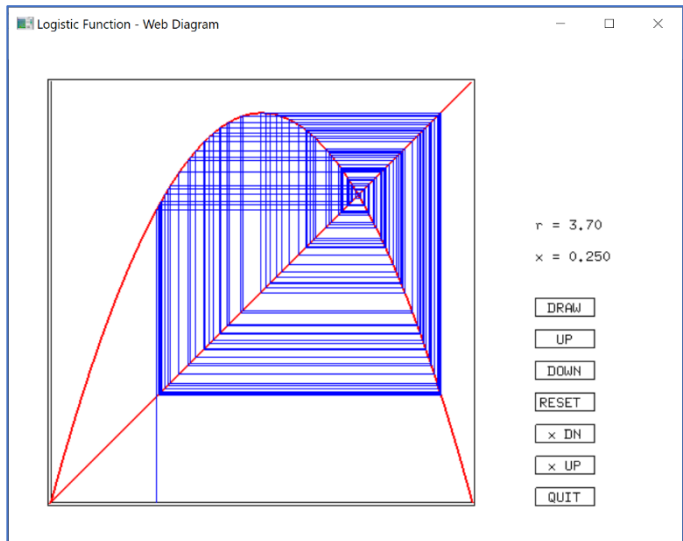 Logistic Function - Web Diagram
r = 3.70
x = 0.250
DRAW
UP
DOWN
RESET
x DN
x UP
QUIT